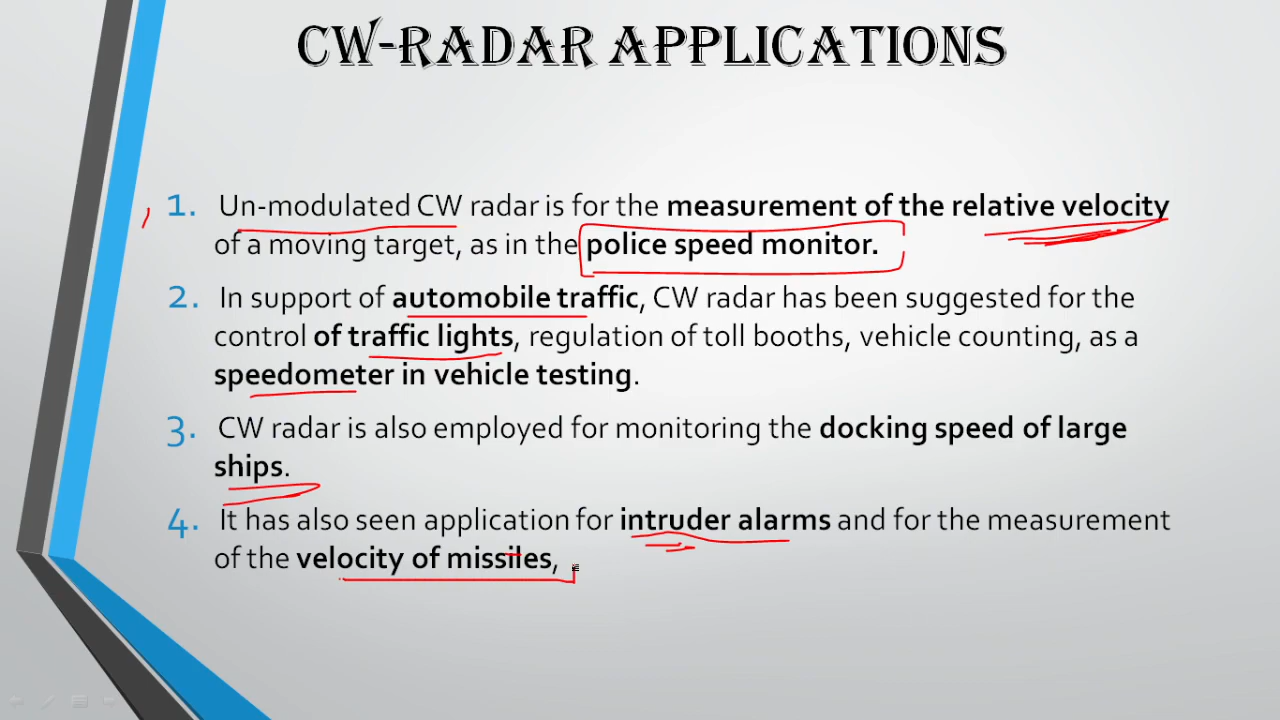 CW-RADAR APPLICATIONS
1. Un-modulated CW radar is for the measurement of the relative velocity
of a moving target, as in the police speed monitor.
2. In support of automobile traffic, CW radar has been suggested for the
control of traffic lights, regulation of toll booths, vehicle counting, as a
speedometer in vehicle testing.
3. CW radar is also employed for monitoring the docking speed of large
ships.
4. It has also seen application for intruder alarms and for the measurement
of the velocity of missiles,